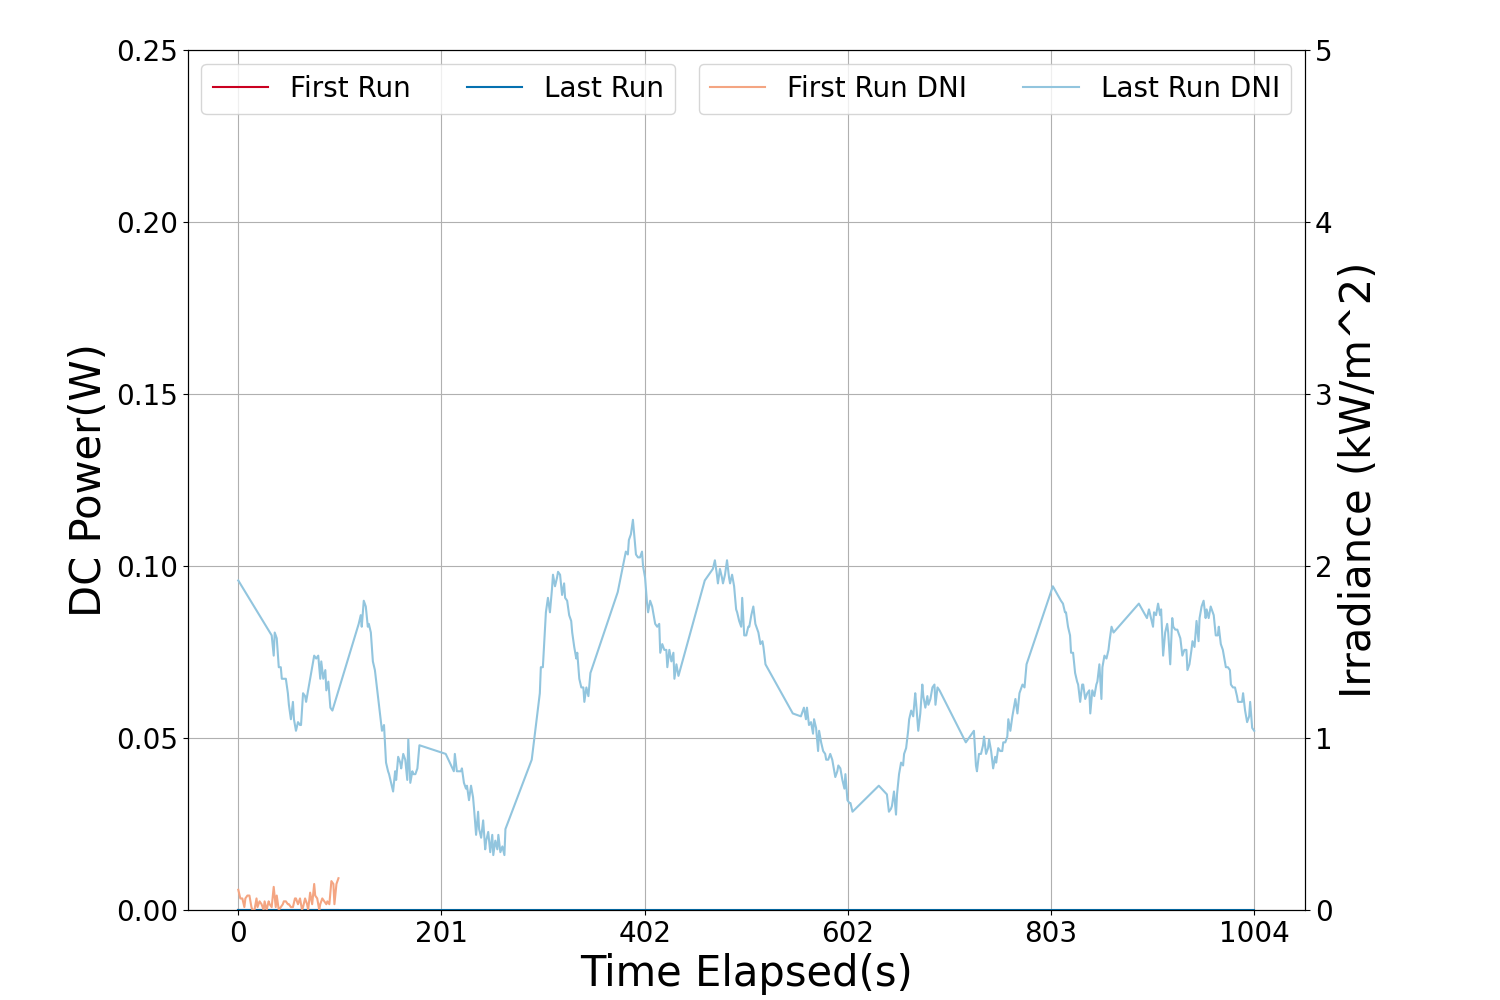 First Run
Last Run
First Run DNI
Last Run DNI
0.25
0.20
0.15
0.10
0.05
0.00
DC Power(W)
5
4
3
2
1
0
Irradiance (kW/m^2)
0 201 402 602 803 1004
Time Elapsed(s)